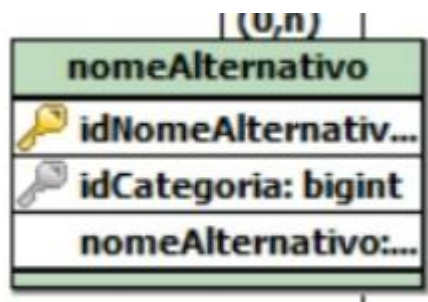 (0,n)
nomeAlternativo
idNomeAlternativ...
idCategoria: bigint
nomeAlternativo:...